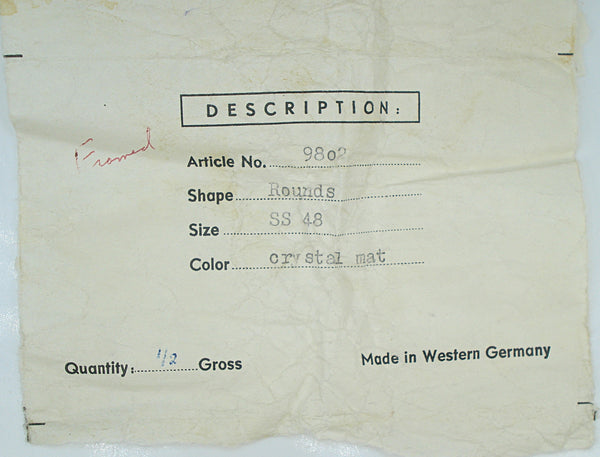 DESCRIPTION:
Framed
Article No. 9802
Shape Rounds
Size SS 48
Color crystal mat
Quantity: 1/2 Gross
Made in Western Germany